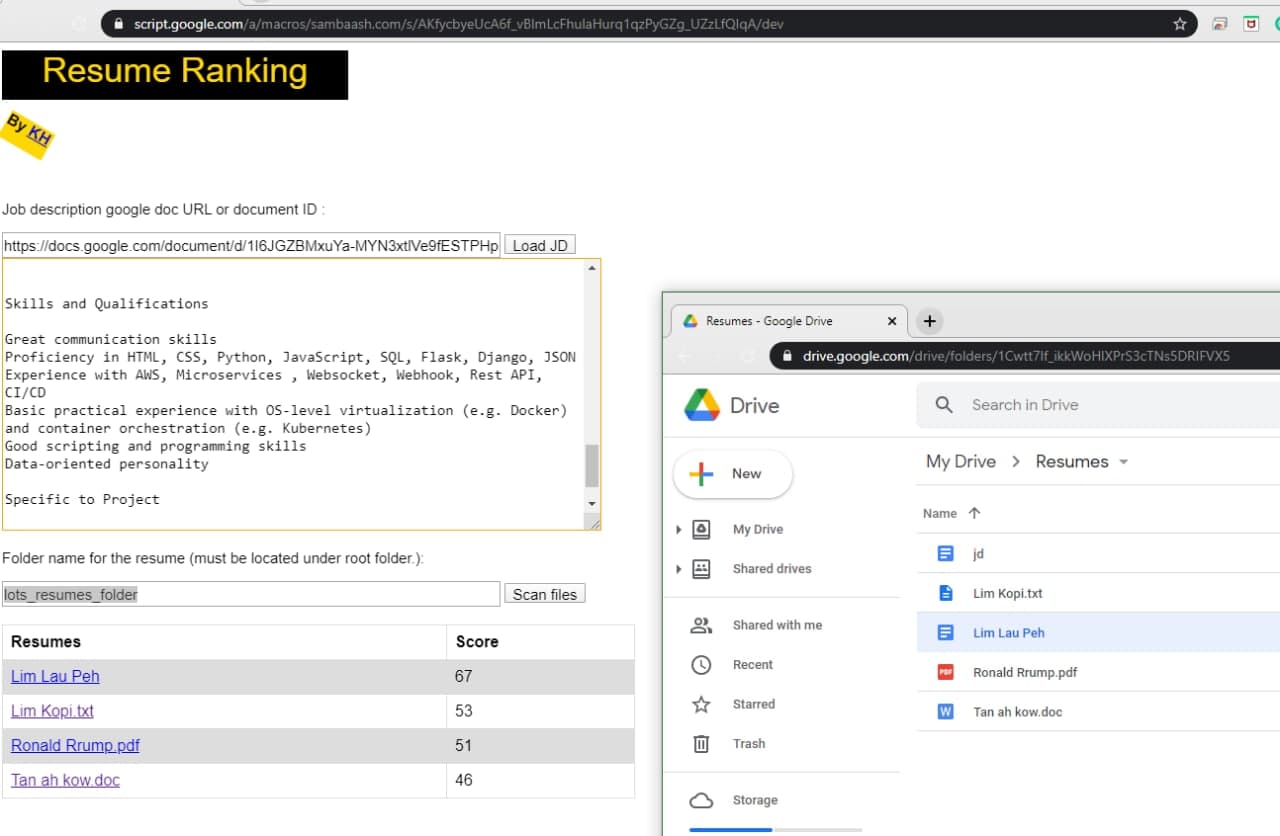 script.google.com/a/macros/sambaash.com/s/AKfycbyeUcA6f_vBlmLcFhulaHurq1qzPyGZg_UZzLfQlqIA/dev
Resume Ranking
By KH
Job description google doc URL or document ID :
https://docs.google.com/document/d/1I6JGZBMxuYa-MYN3xtlVe9fESTPHp
Load JD
Skills and Qualifications
Great communication skills
Proficiency in HTML, CSS, Python, JavaScript, SQL, Flask, Django, JSON
Experience with AWS, Microservices , Websocket, Webhook, Rest API,
CI/CD
Basic practical experience with OS-level virtualization (e.g. Docker)
and container orchestration (e.g. Kubernetes)
Good scripting and programming skills
Data-oriented personality
Specific to Project
Folder name for the resume (must be located under root folder.):
lots_resumes_folder
Scan files
Resumes Score
Lim Lau Peh 67
Lim Kopi.txt 53
Ronald Rrump.pdf 51
Tan ah kow.doc 46
Resumes - Google Drive
drive.google.com/drive/folders/1Cwtt7lf_ikkWoHlXPrS3cTNs5DRIFVX5
Drive
Search in Drive
New
My Drive
Shared drives
Shared with me
Recent
Starred
Trash
Storage
My Drive > Resumes
Name
jd
Lim Kopi.txt
Lim Lau Peh
PDF Ronald Rrump.pdf
W Tan ah kow.doc